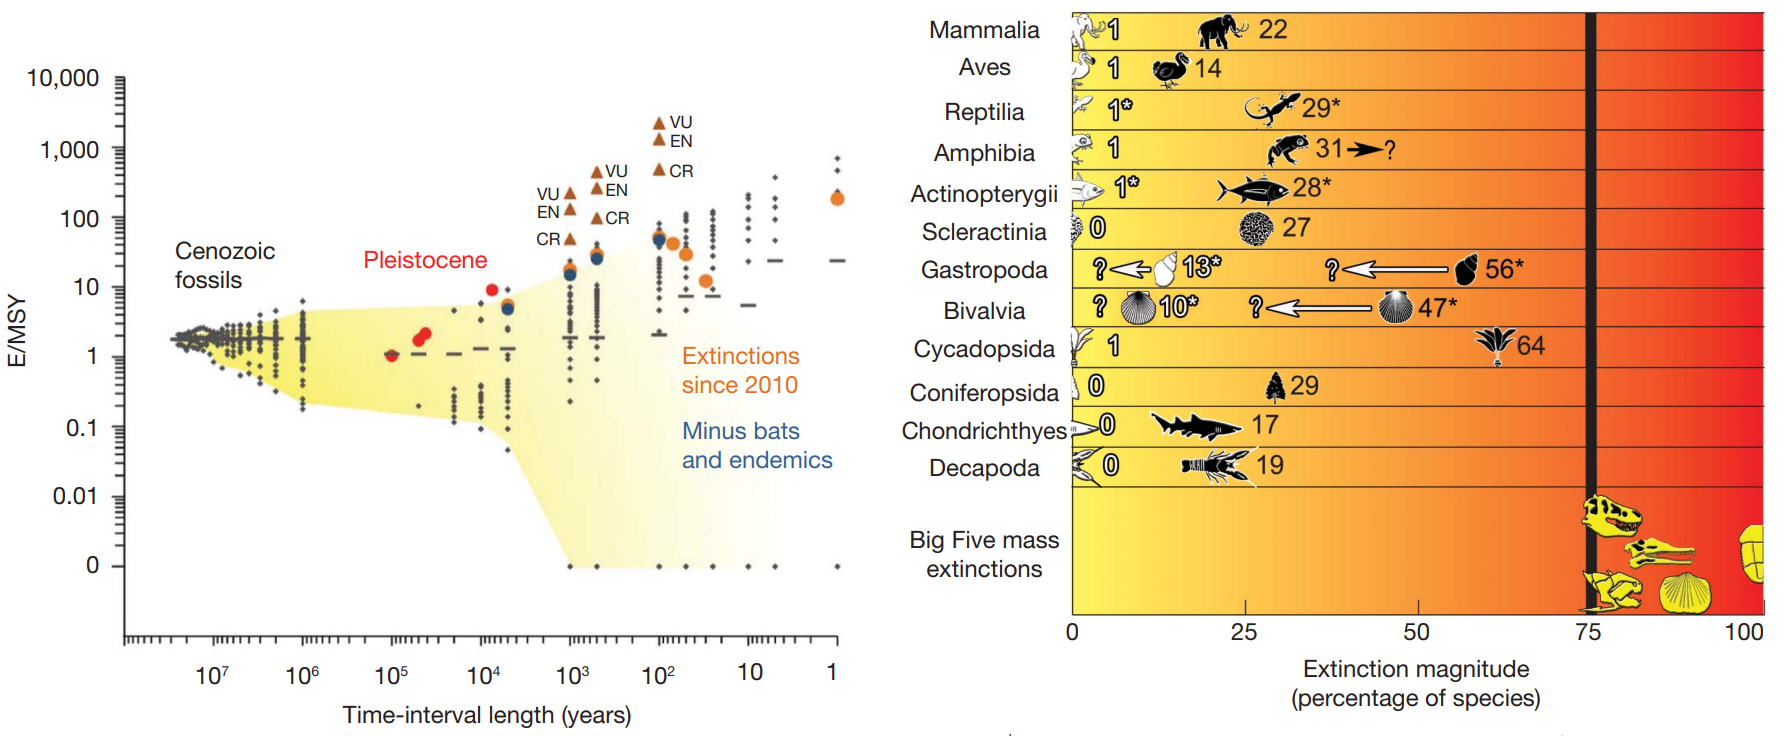 10,000
1,000
100
10
1
0.1
0.01
0
E/MSY
Cenozoic
fossils
Pleistocene
VU
EN
CR
VU
EN
CR
VU
EN
CR
Extinctions
since 2010
Minus bats
and endemics
10⁷
10⁶
10⁵
10⁴
10³
10²
10
1
Time-interval length (years)
Mammalia 1 22
Aves 1 14
Reptilia 1* 29*
Amphibia 1 31 ?
Actinopterygii 1* 28*
Scleractinia 0 27
Gastropoda ? 13* ? 56*
Bivalvia ? 10* ? 47*
Cycadopsida 1 64
Coniferopsida 0 29
Chondrichthyes 0 17
Decapoda 0 19
Big Five mass
extinctions
0 25 50 75 100
Extinction magnitude
(percentage of species)